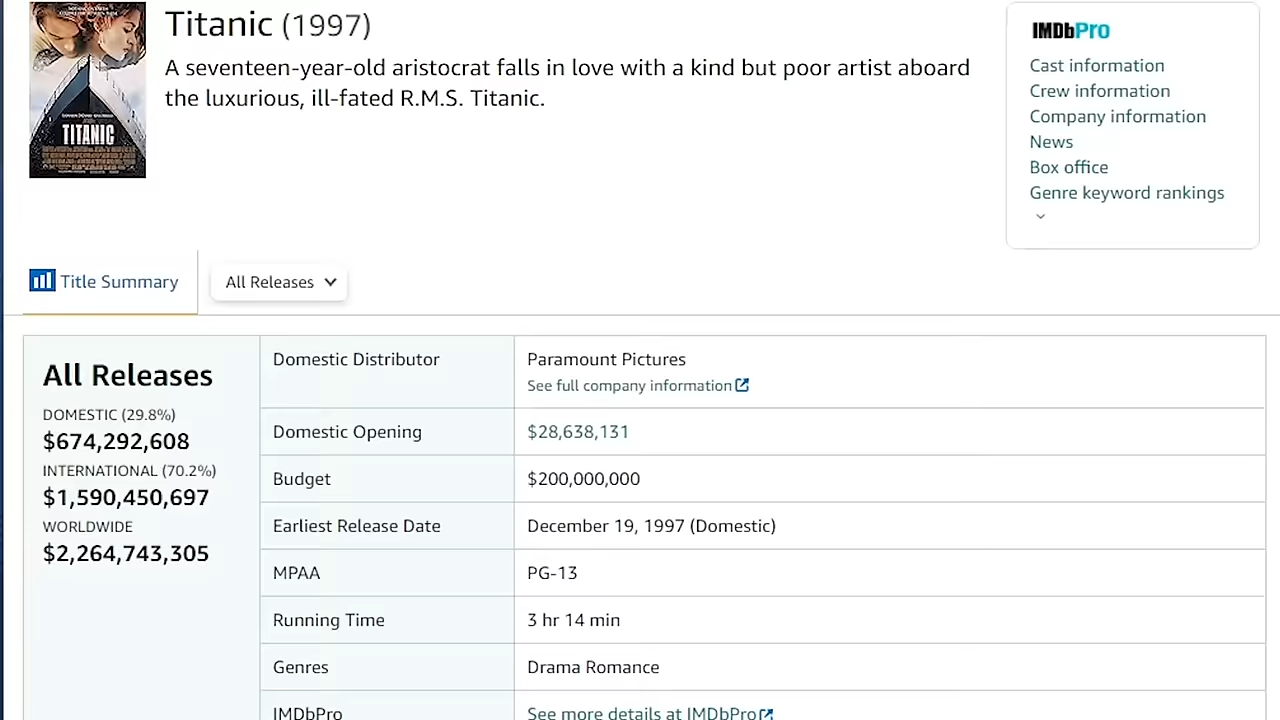 TITANIC
Titanic (1997)
A seventeen-year-old aristocrat falls in love with a kind but poor artist aboard
the luxurious, ill-fated R.M.S. Titanic.
IMDbPro
Cast information
Crew information
Company information
News
Box office
Genre keyword rankings
Title Summary
All Releases
All Releases
DOMESTIC (29.8%)
$674,292,608
INTERNATIONAL (70.2%)
$1,590,450,697
WORLDWIDE
$2,264,743,305
Domestic Distributor
Paramount Pictures
See full company information
Domestic Opening
$28,638,131
Budget
$200,000,000
Earliest Release Date
December 19, 1997 (Domestic)
MPAA
PG-13
Running Time
3 hr 14 min
Genres
Drama Romance
IMDbPro
See more details at IMDbPro